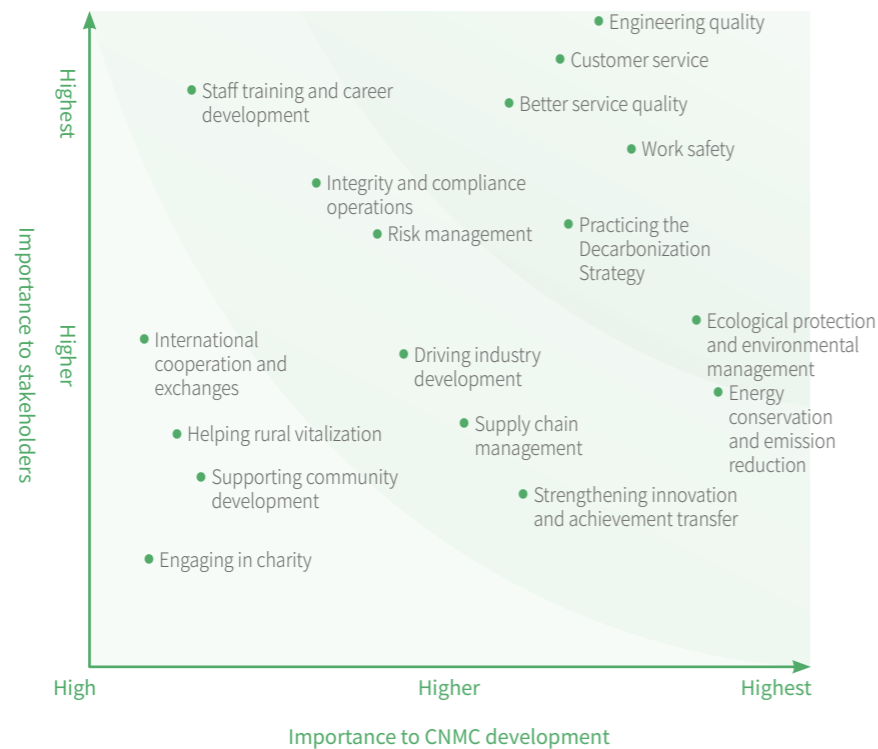 Engineering quality
Customer service
Highest
Staff training and career
development
Better service quality
Work safety
Integrity and compliance
operations
Risk management
Practicing the
Decarbonization
Strategy
Importance to stakeholders
Higher
International
cooperation and
exchanges
Driving industry
development
Ecological protection
and environmental
management
Energy
conservation
and emission
reduction
Helping rural vitalization
Supply chain
management
Supporting community
development
Strengthening innovation
and achievement transfer
Engaging in charity
High
Higher
Highest
Importance to CNMC development